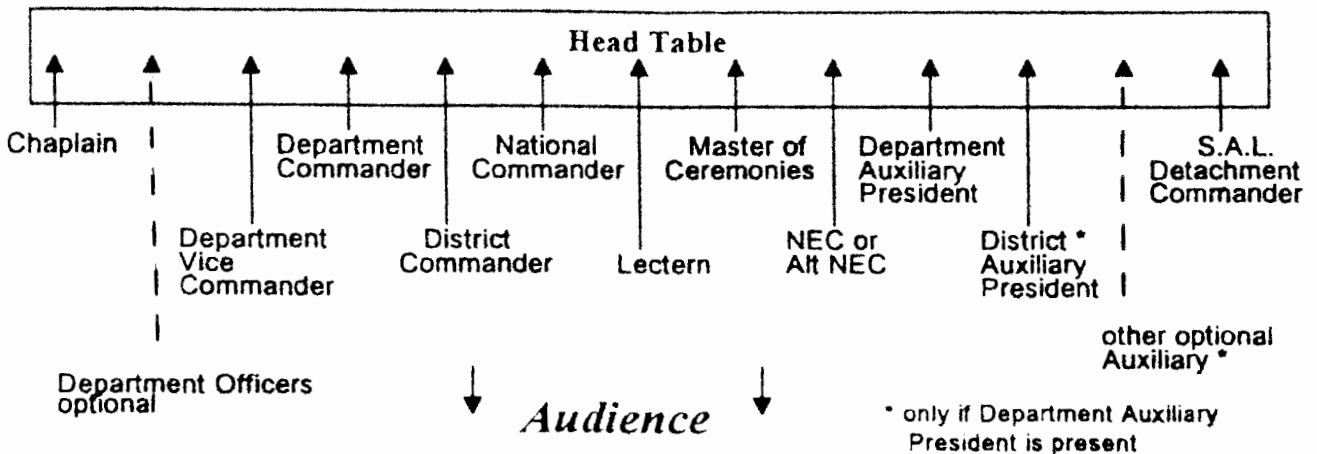 Head Table
Chaplain
Department
Commander
National
Commander
Master of
Ceremonies
Department
Auxiliary
President
S.A.L.
Detachment
Commander
Department
Vice
Commander
District
Commander
Lectern
NEC or
Alt NEC
District *
Auxiliary
President
other optional
Auxiliary *
Department Officers
optional
Audience
* only if Department Auxiliary
President is present